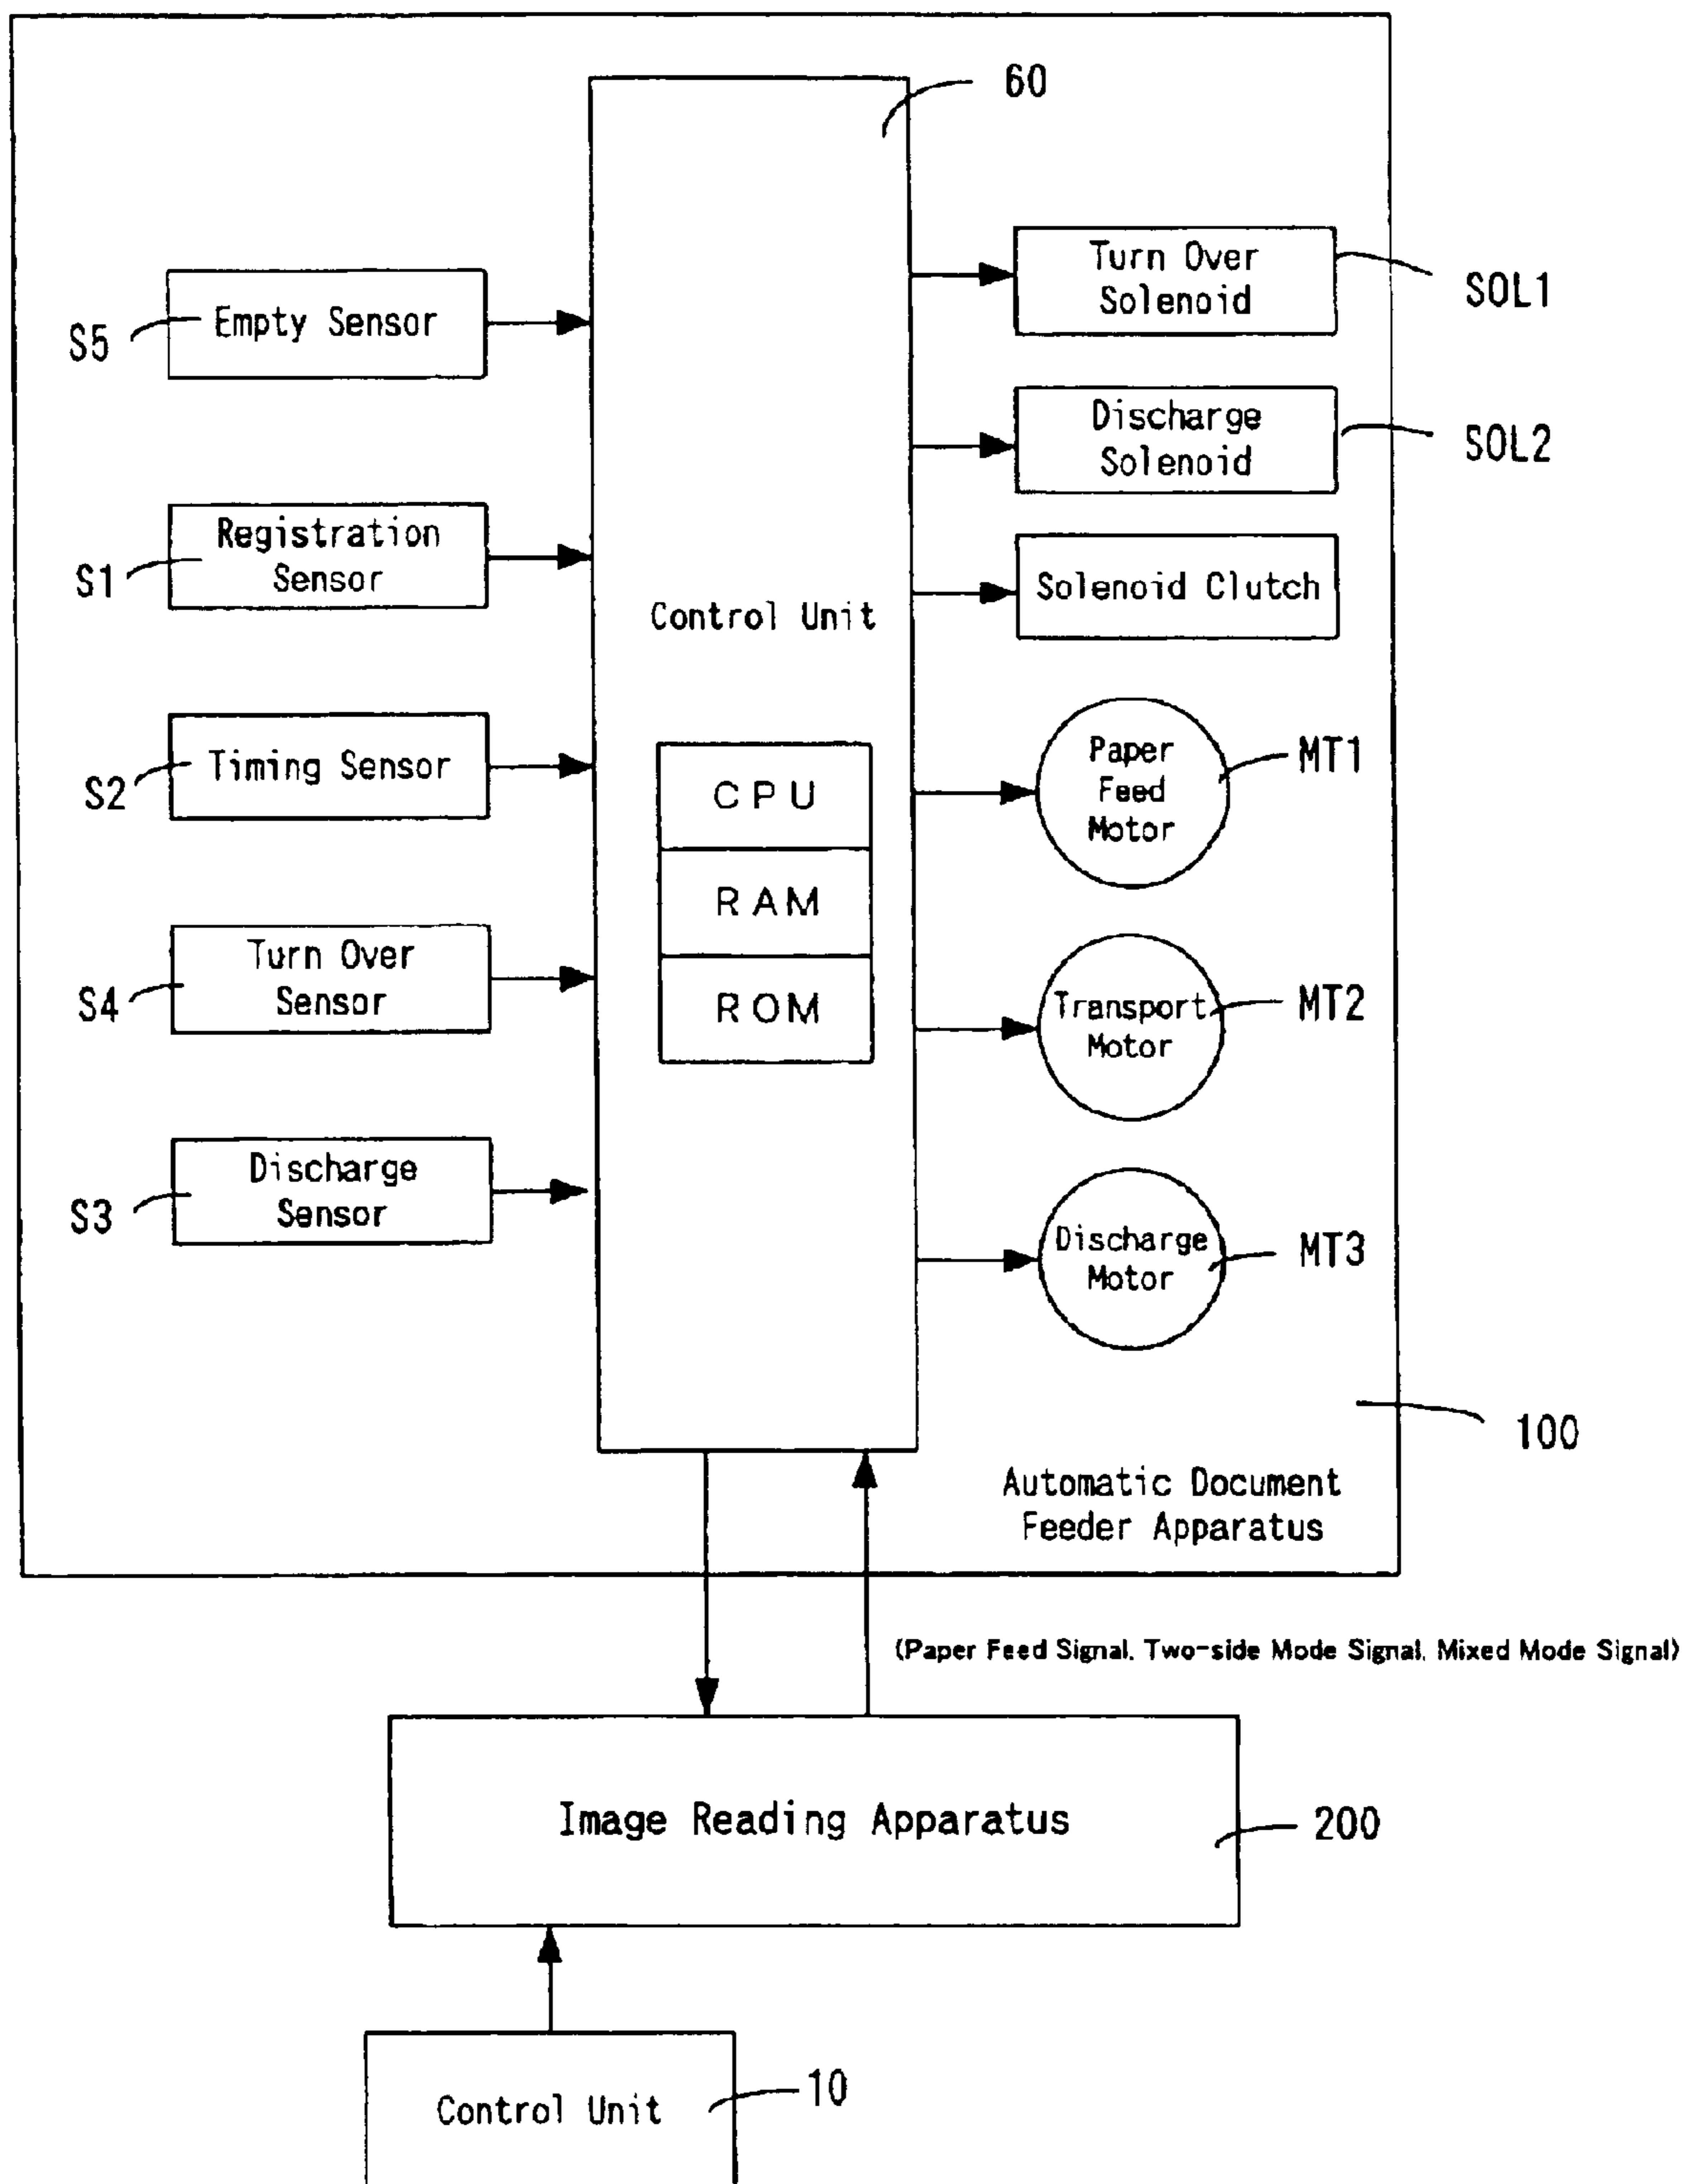 60
Turn Over
Solenoid
SOL1
Empty Sensor
S5
Discharge
Solenoid
SOL2
Registration
Sensor
S1
Solenoid Clutch
Control Unit
Timing Sensor
S2
Paper
Feed
Motor
MT1
CPU
RAM
ROM
Turn Over
Sensor
S4
Transport
Motor
MT2
Discharge
Sensor
S3
Discharge
Motor
MT3
100
Automatic Document
Feeder Apparatus
(Paper Feed Signal, Two-side Mode Signal, Mixed Mode Signal)
Image Reading Apparatus
200
Control Unit
10